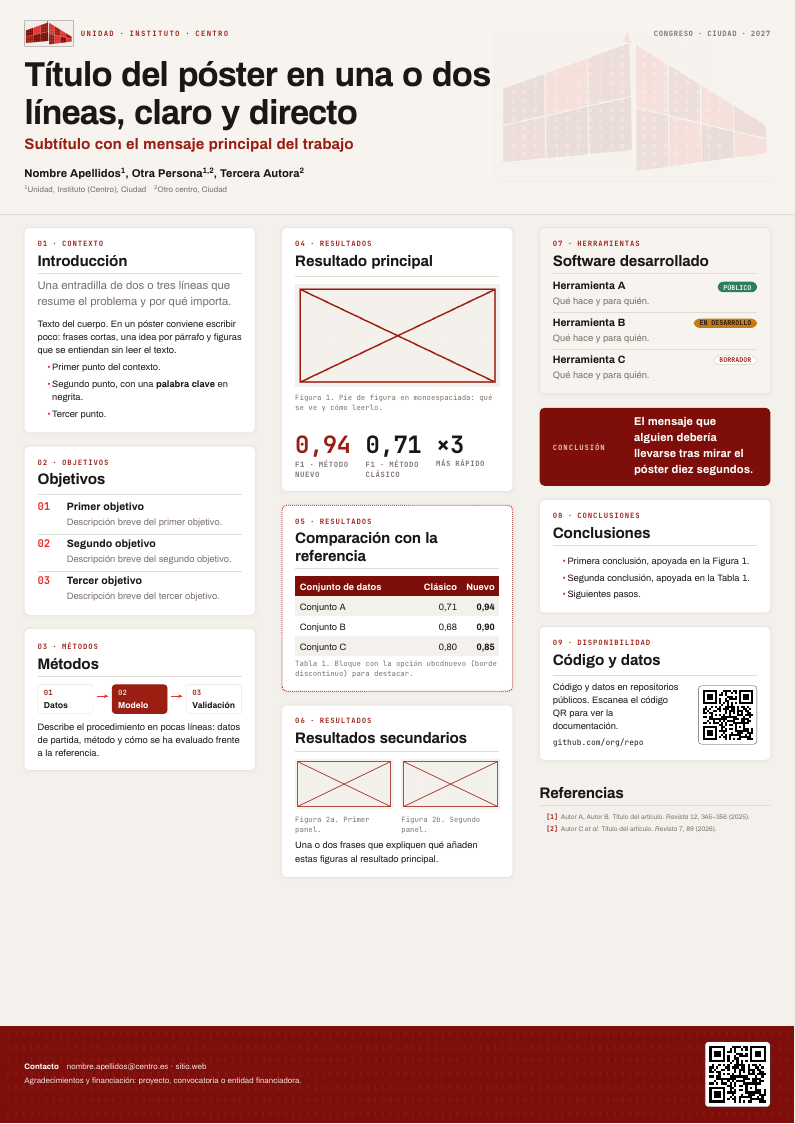 UNIDAD · INSTITUTO · CENTRO
CONGRESO · CIUDAD · 2027
Título del póster en una o dos
líneas, claro y directo
Subtítulo con el mensaje principal del trabajo
Nombre Apellidos1, Otra Persona1,2, Tercera Autora2
1Unidad, Instituto (Centro), Ciudad 2Otro centro, Ciudad
01 · CONTEXTO
Introducción
Una entradilla de dos o tres líneas que
resume el problema y por qué importa.
Texto del cuerpo. En un póster conviene escribir
poco: frases cortas, una idea por párrafo y figuras
que se entiendan sin leer el texto.
• Primer punto del contexto.
• Segundo punto, con una palabra clave en
negrita.
• Tercer punto.
02 · OBJETIVOS
Objetivos
01 Primer objetivo
Descripción breve del primer objetivo.
02 Segundo objetivo
Descripción breve del segundo objetivo.
03 Tercer objetivo
Descripción breve del tercer objetivo.
03 · MÉTODOS
Métodos
01
Datos
02
Modelo
03
Validación
Describe el procedimiento en pocas líneas: datos
de partida, método y cómo se ha evaluado frente
a la referencia.
04 · RESULTADOS
Resultado principal
Figura 1. Pie de figura en monoespaciada: qué
se ve y cómo leerlo.
0,94
F1 · MÉTODO
NUEVO
0,71
F1 · MÉTODO
CLÁSICO
×3
MÁS RÁPIDO
05 · RESULTADOS
Comparación con la
referencia
Conjunto de datos Clásico Nuevo
Conjunto A 0,71 0,94
Conjunto B 0,68 0,90
Conjunto C 0,80 0,85
Tabla 1. Bloque con la opción ubcdnuevo (borde
discontinuo) para destacar.
06 · RESULTADOS
Resultados secundarios
Figura 2a. Primer
panel.
Figura 2b. Segundo
panel.
Una o dos frases que expliquen qué añaden
estas figuras al resultado principal.
07 · HERRAMIENTAS
Software desarrollado
Herramienta A PÚBLICO
Qué hace y para quién.
Herramienta B EN DESARROLLO
Qué hace y para quién.
Herramienta C BORRADOR
Qué hace y para quién.
CONCLUSIÓN
El mensaje que
alguien debería
llevarse tras mirar el
póster diez segundos.
08 · CONCLUSIONES
Conclusiones
• Primera conclusión, apoyada en la Figura 1.
• Segunda conclusión, apoyada en la Tabla 1.
• Siguientes pasos.
09 · DISPONIBILIDAD
Código y datos
Código y datos en repositorios
públicos. Escanea el código
QR para ver la
documentación.
github.com/org/repo
Referencias
[1] Autor A, Autor B. Título del artículo. Revista 12, 345–356 (2025).
[2] Autor C et al. Título del artículo. Revista 7, 89 (2026).
Contacto nombre.apellidos@centro.es · sitio.web
Agradecimientos y financiación: proyecto, convocatoria o entidad financiadora.